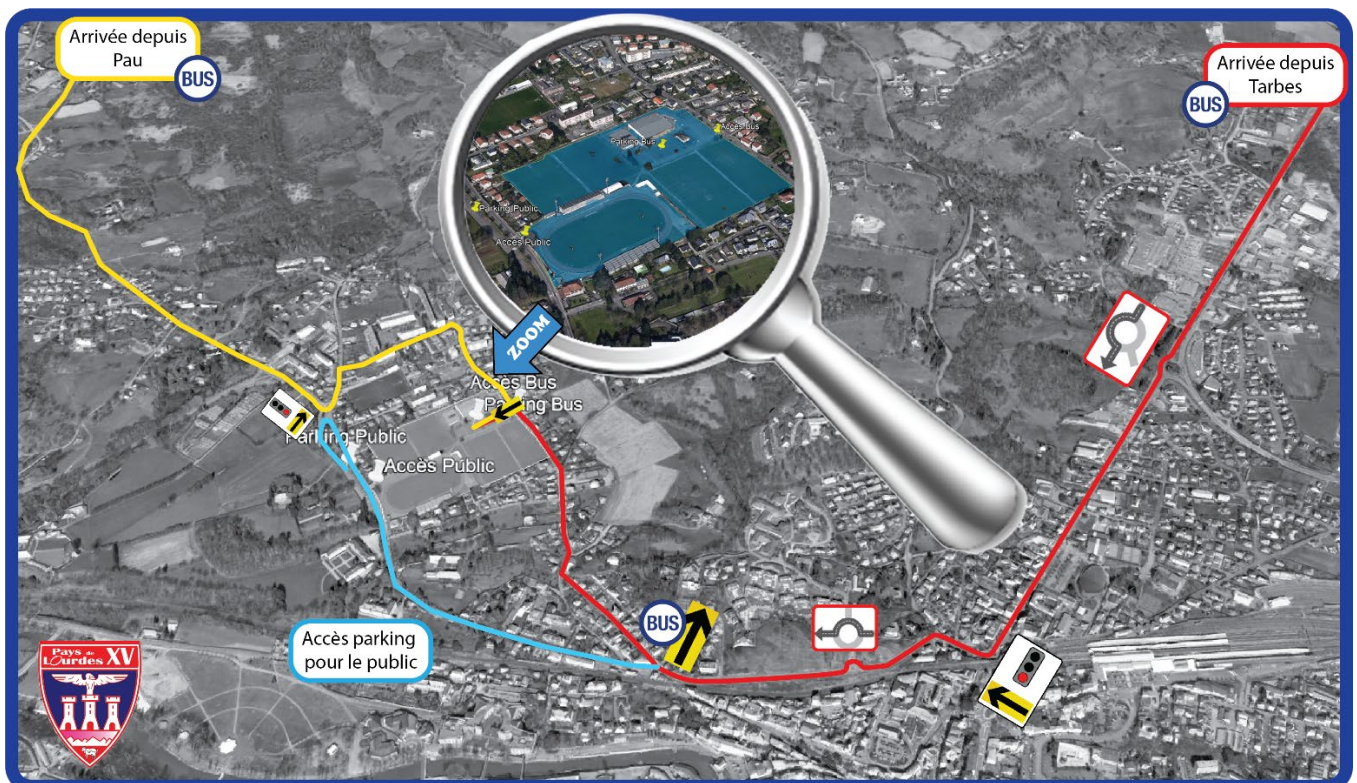 Arrivée depuis
Pau
BUS
Arrivée depuis
Tarbes
BUS
Accès Bus
Parking Bus
Parking Public
Accès Public
ZOOM
Accès Bus
Parking Bus
Parking Public
Accès Public
BUS
Accès parking
pour le public
Pays de
Lourdes XV